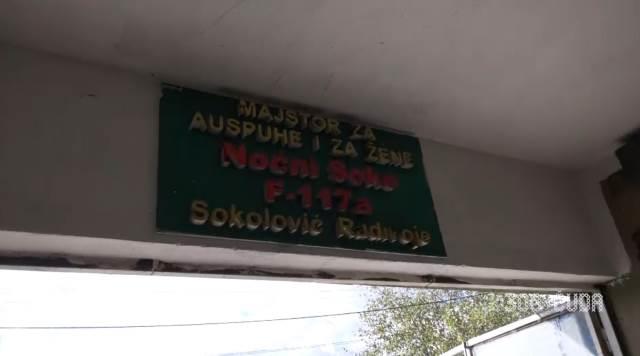 MAJSTOR ZA
AUSPUHE I ZA ŽENE
Noćni Soko
F-117a
Sokolović Radivoje